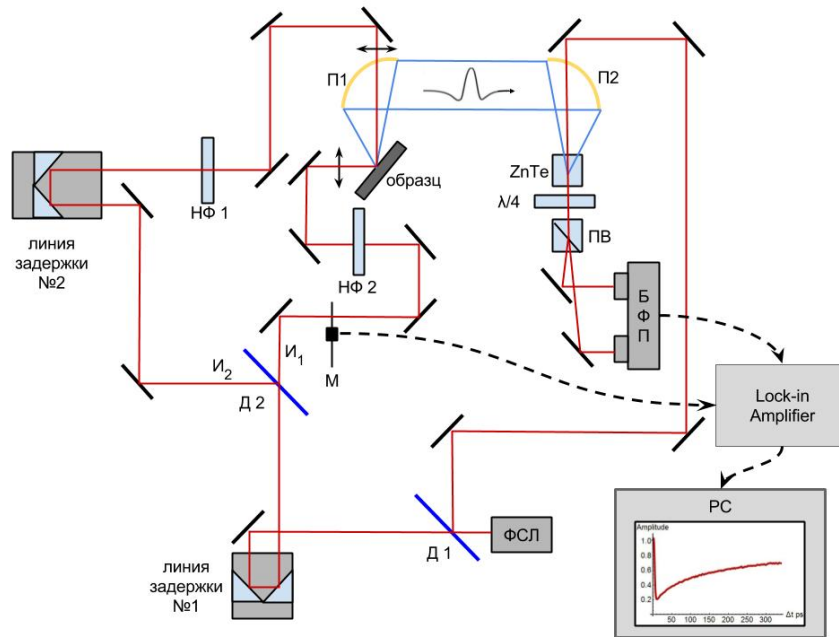 П1
П2
ZnTe
образец
λ/4
НФ 1
ПВ
линия
задержки
№2
НФ 2
Б
Ф
П
И₁
И₂
М
Д 2
Lock-in
Amplifier
PC
Amplitude
1.0
0.8
0.6
0.4
0.2
50 100 150 200 250 300 Δt ps
ФСЛ
Д 1
линия
задержки
№1